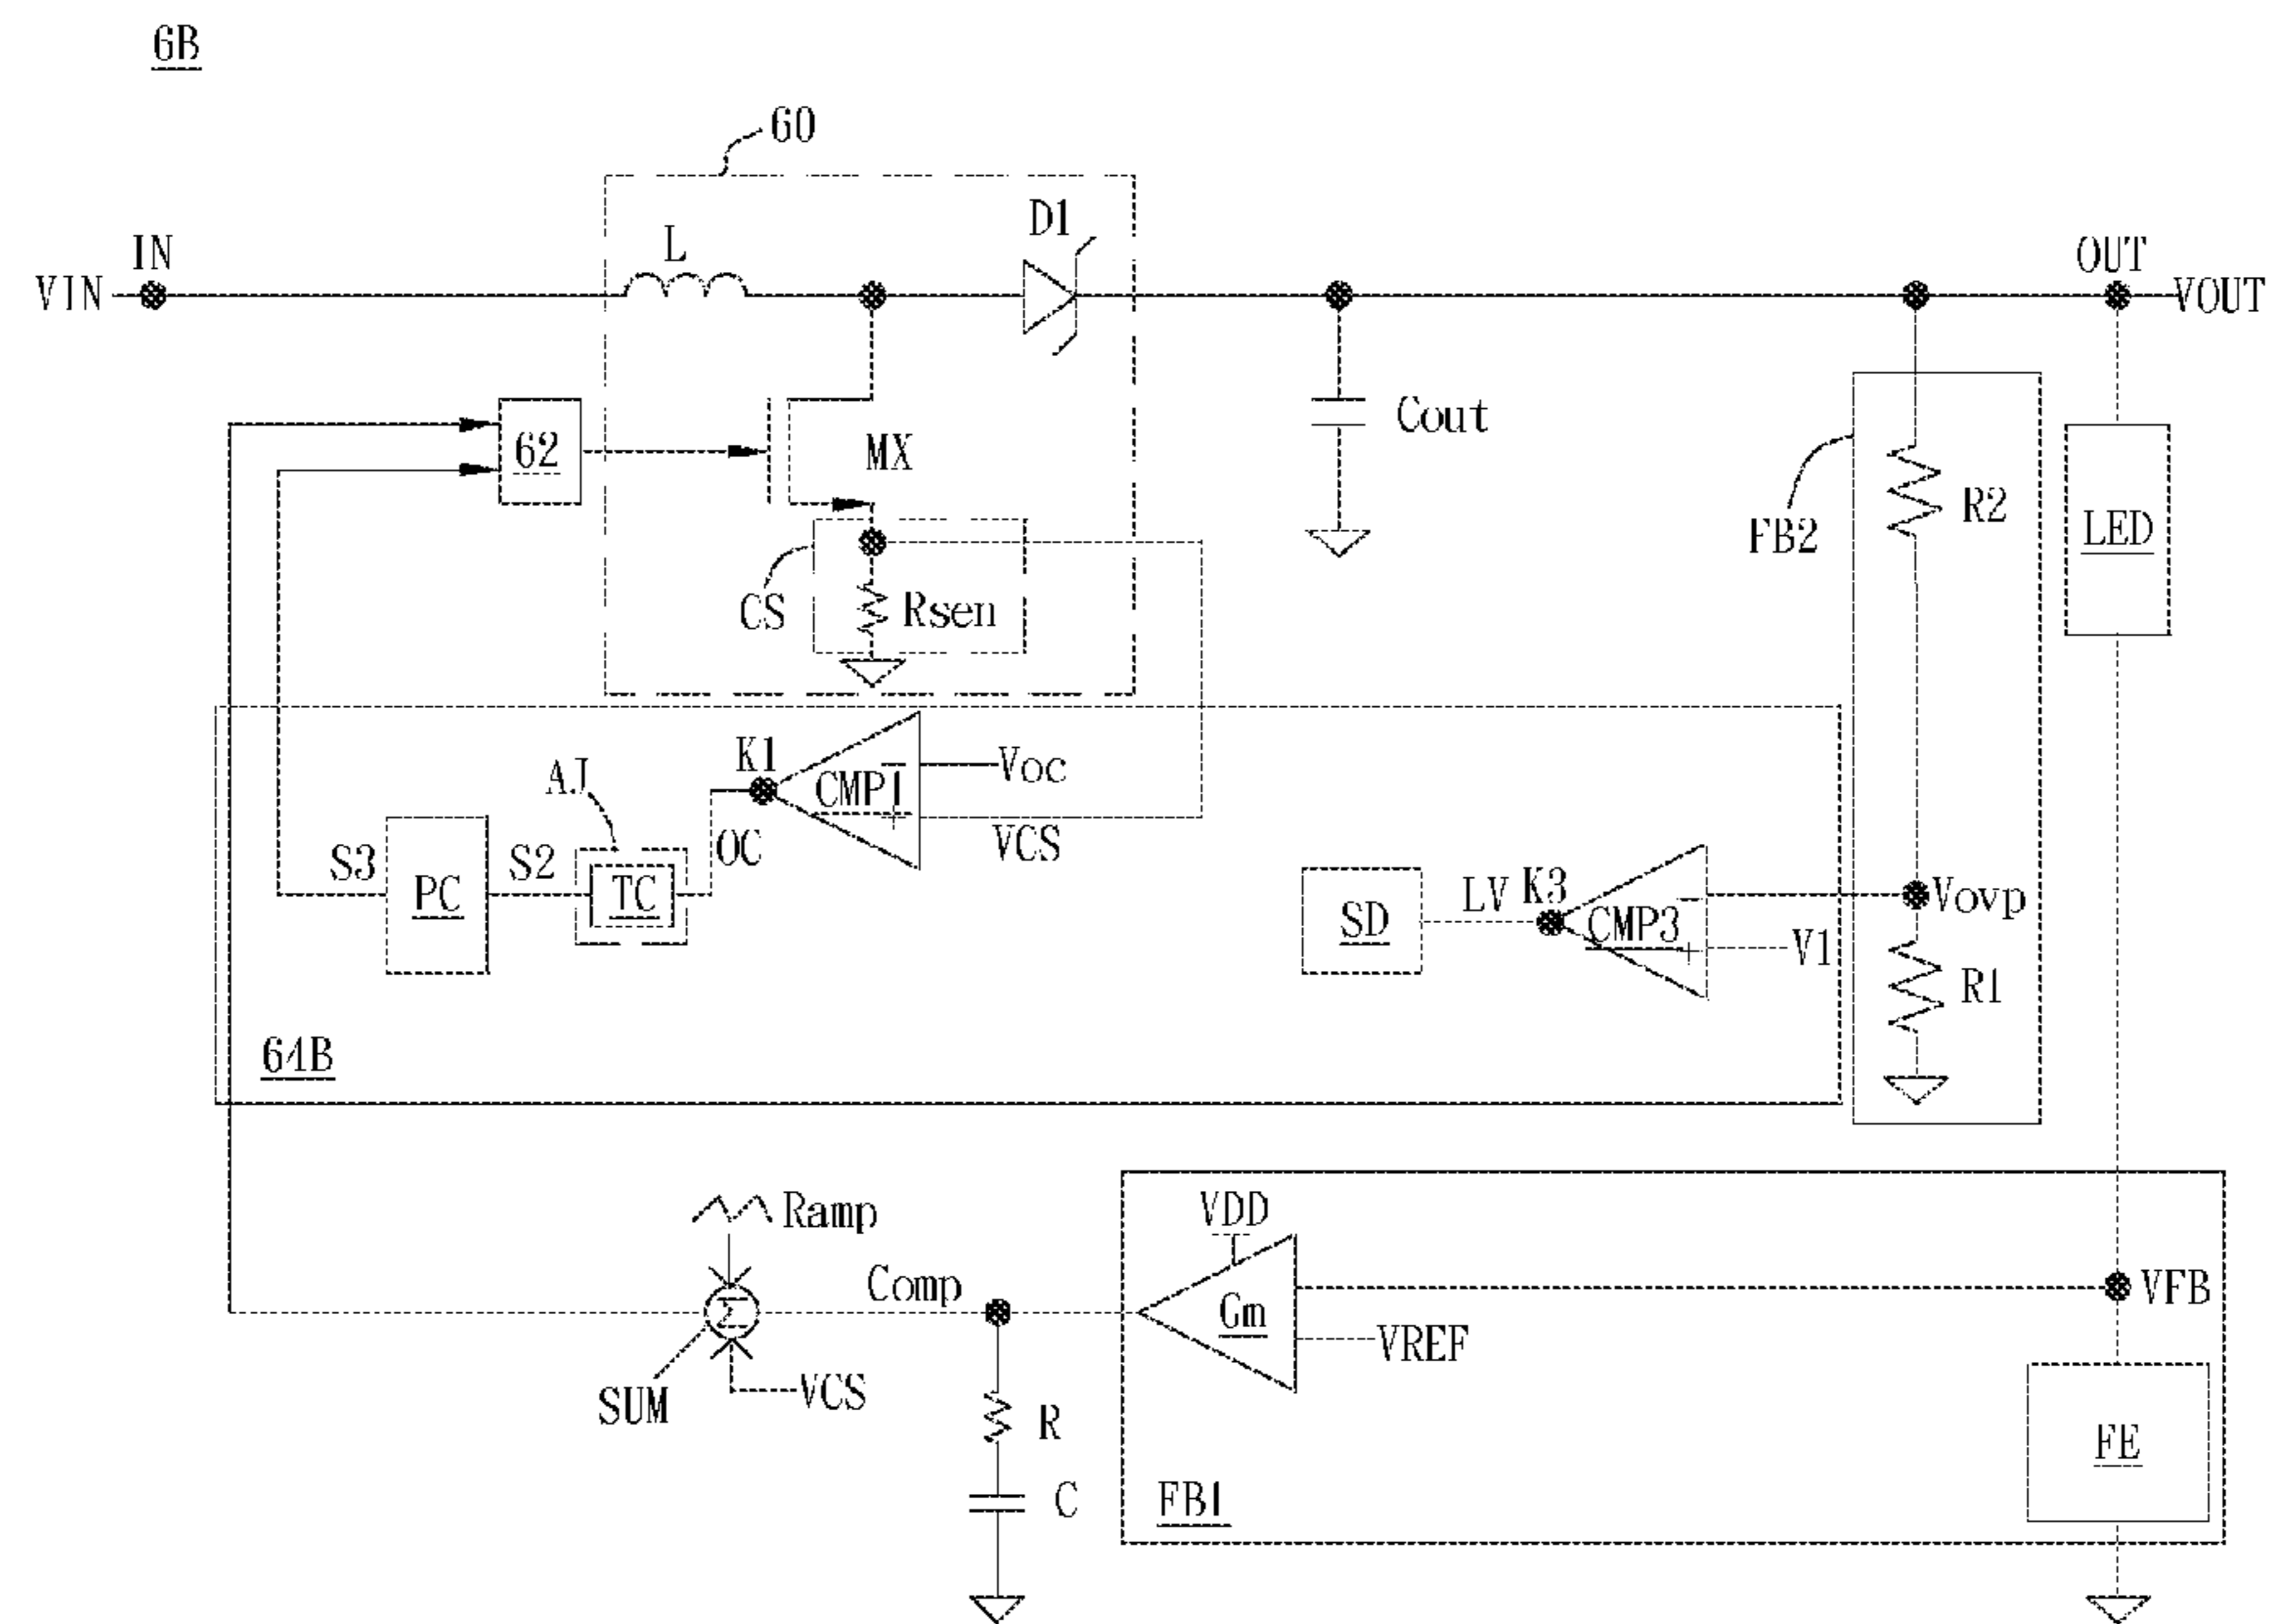 6B
60
IN
VIN
L
D1
OUT
VOUT
62
MX
Cout
FB2
R2
LED
CS
Rsen
K1
CMP1
Voc
VCS
AJ
OC
S3
PC
S2
TC
SD
LV
K3
CMP3
Vovp
V1
R1
64B
Ramp
VDD
Comp
Gm
VFB
VREF
Σ
SUM
VCS
R
FE
C
FB1